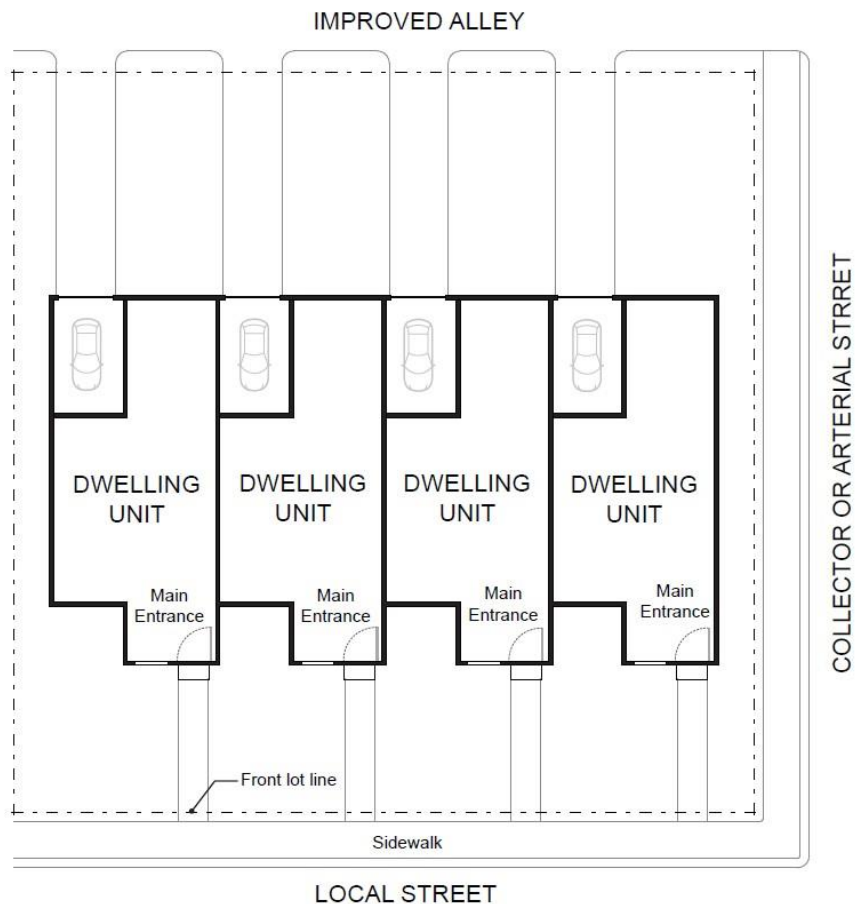 IMPROVED ALLEY
COLLECTOR OR ARTERIAL STRRET
DWELLING
UNIT
DWELLING
UNIT
DWELLING
UNIT
DWELLING
UNIT
Main
Entrance
Main
Entrance
Main
Entrance
Main
Entrance
Front lot line
Sidewalk
LOCAL STREET